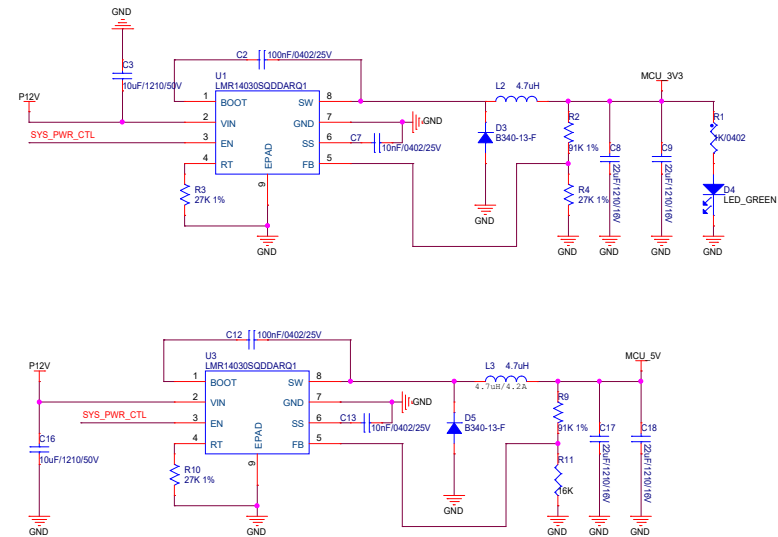 GND
C3
10uF/1210/50V
P12V
SYS_PWR_CTL
C2
100nF/0402/25V
U1
LMR14030SQDDARQ1
1
BOOT
SW
8
2
VIN
GND
7
3
EN
SS
6
4
RT
FB
5
EPAD
9
GND
C7
10nF/0402/25V
R3
27K 1%
GND
L2
4.7uH
D3
B340-13-F
GND
MCU_3V3
R2
91K 1%
R4
27K 1%
GND
C8
22uF/1210/16V
GND
C9
22uF/1210/16V
GND
R1
1K/0402
D4
LED_GREEN
GND
P12V
SYS_PWR_CTL
C16
10uF/1210/50V
GND
C12
100nF/0402/25V
U3
LMR14030SQDDARQ1
1
BOOT
SW
8
2
VIN
GND
7
3
EN
SS
6
4
RT
FB
5
EPAD
9
GND
C13
10nF/0402/25V
R10
27K 1%
GND
L3
4.7uH
4.7uH/4.2A
D5
B340-13-F
GND
MCU_5V
R9
91K 1%
R11
16K
GND
C17
22uF/1210/16V
GND
C18
22uF/1210/16V
GND